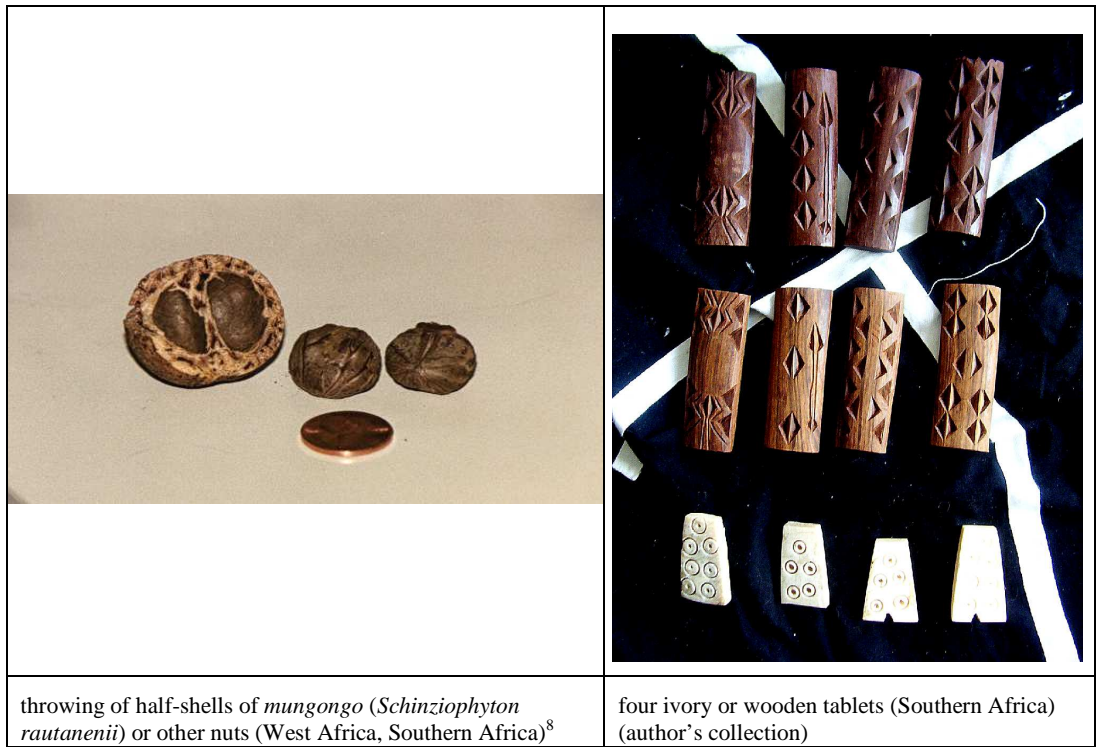 throwing of half-shells of mungongo (Schinziophyton
rautanenii) or other nuts (West Africa, Southern Africa)8
four ivory or wooden tablets (Southern Africa)
(author's collection)